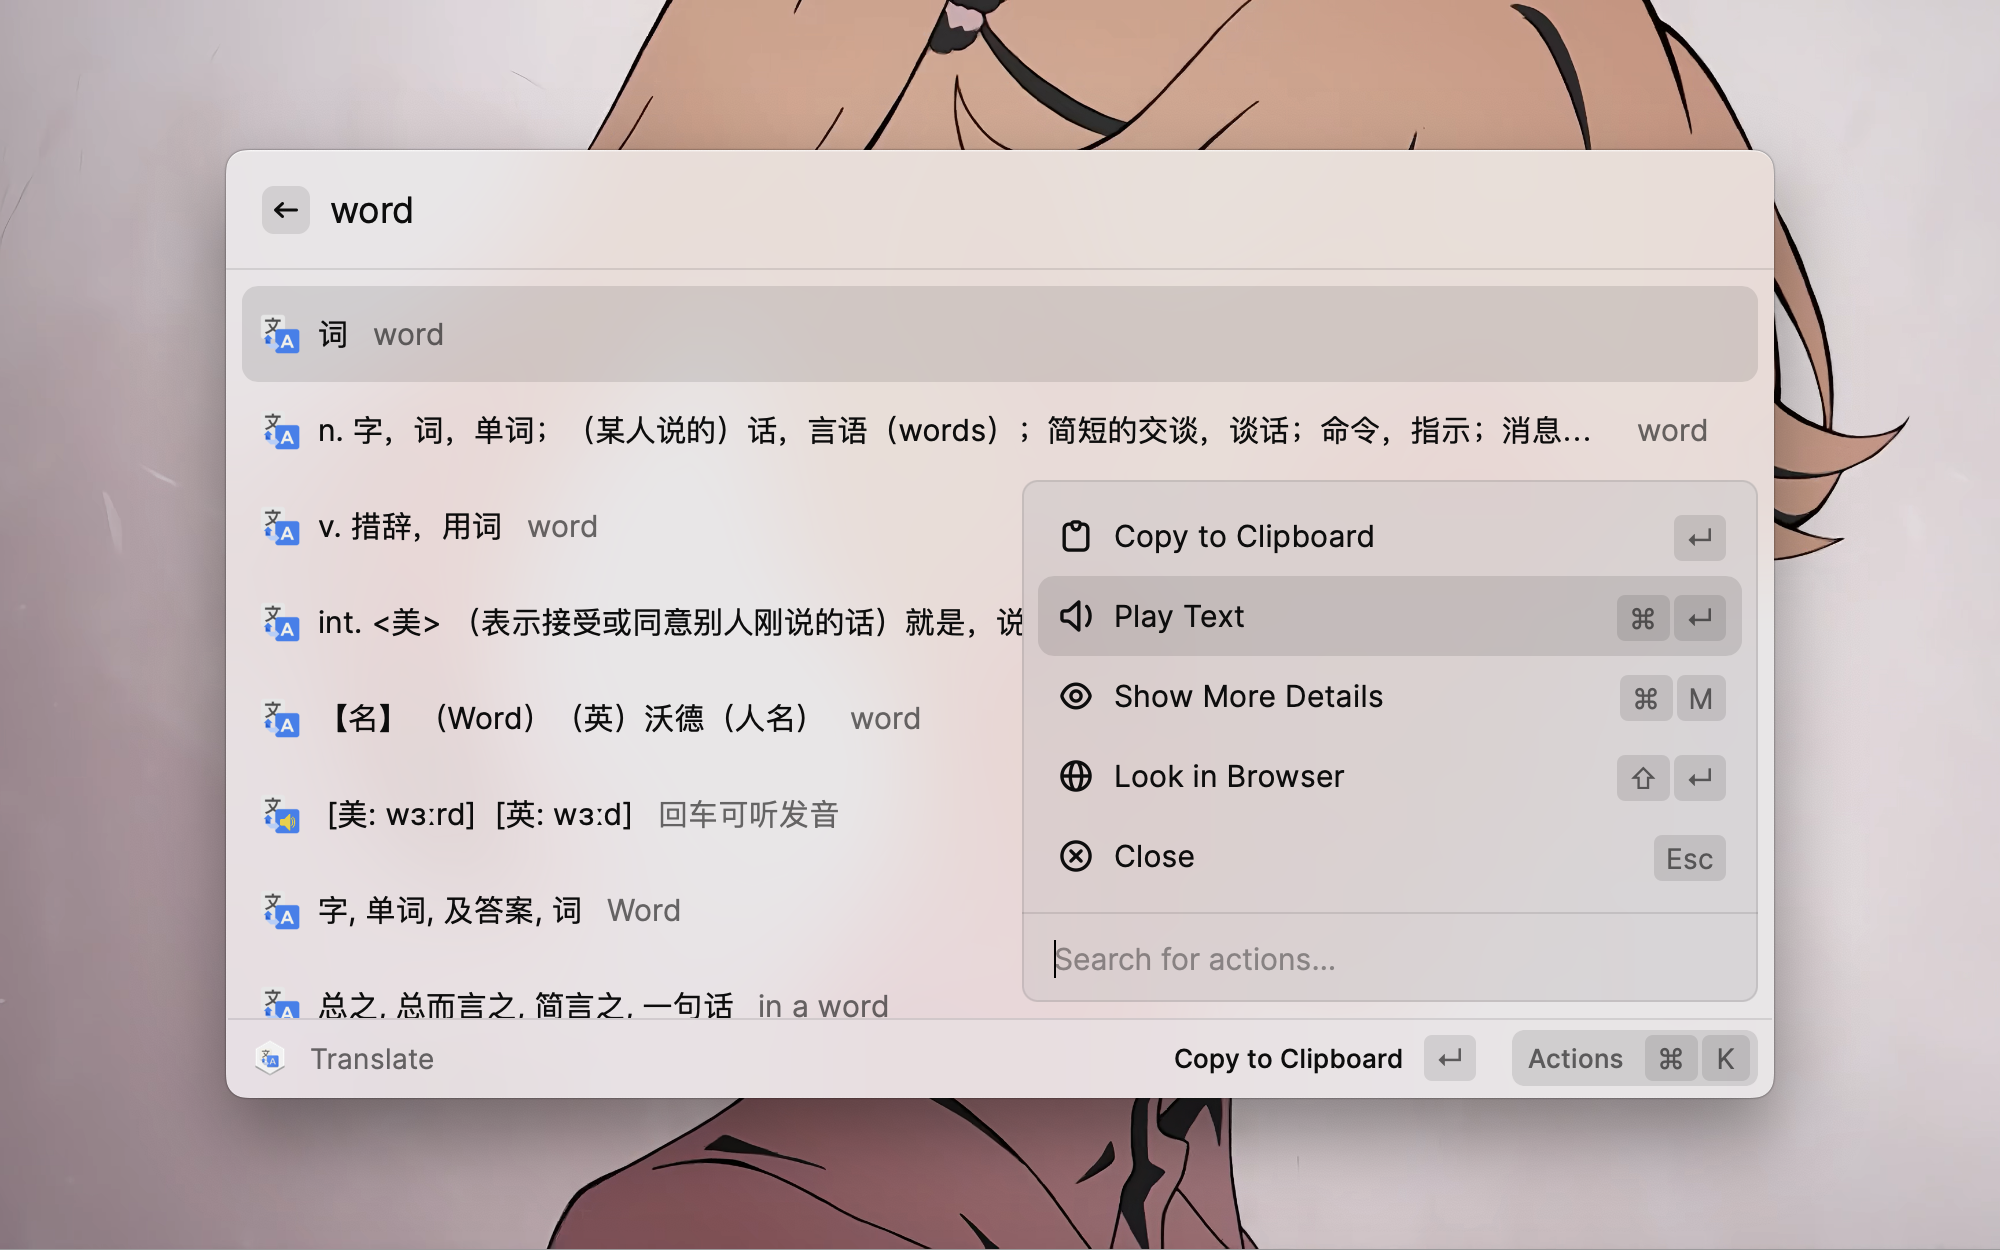 word
词 word
n. 字，词，单词；（某人说的）话，言语（words）；简短的交谈，谈话；命令，指示；消息... word
v. 措辞，用词 word
int. <美> （表示接受或同意别人刚说的话）就是，说
【名】 （Word） （英）沃德（人名） word
[美: wɜːrd] [英: wɜːd] 回车可听发音
字, 单词, 及答案, 词 Word
总之, 总而言之, 简言之, 一句话 in a word
Copy to Clipboard ↵
Play Text ⌘ ↵
Show More Details ⌘ M
Look in Browser ⇧ ↵
Close Esc
Search for actions...
Translate
Copy to Clipboard ↵
Actions ⌘ K